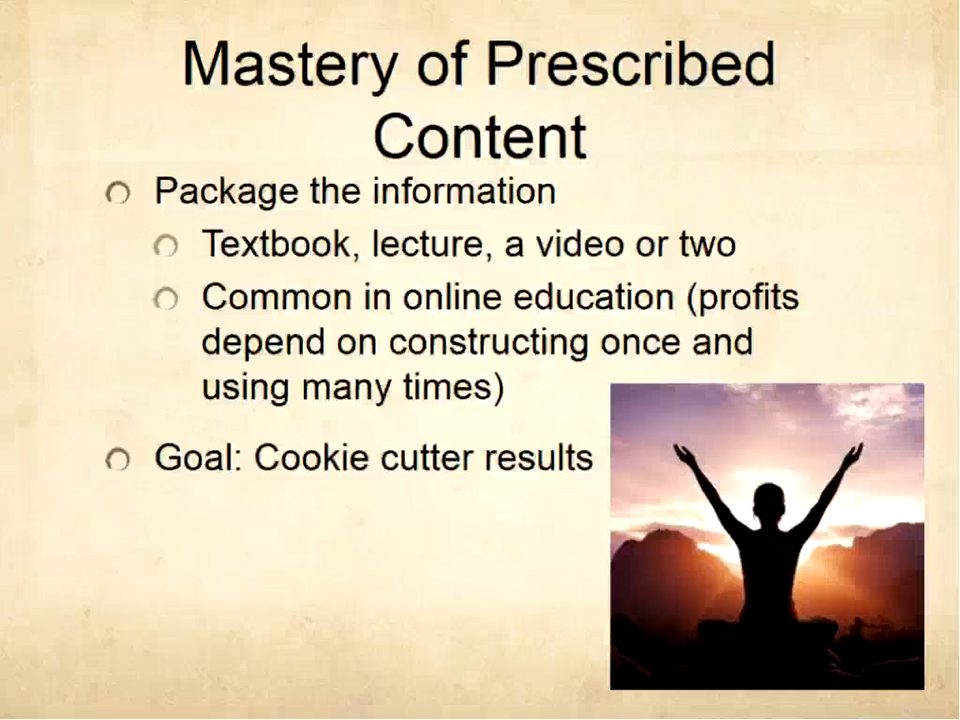 Mastery of Prescribed
Content
Package the information
Textbook, lecture, a video or two
Common in online education (profits
depend on constructing once and
using many times)
Goal: Cookie cutter results